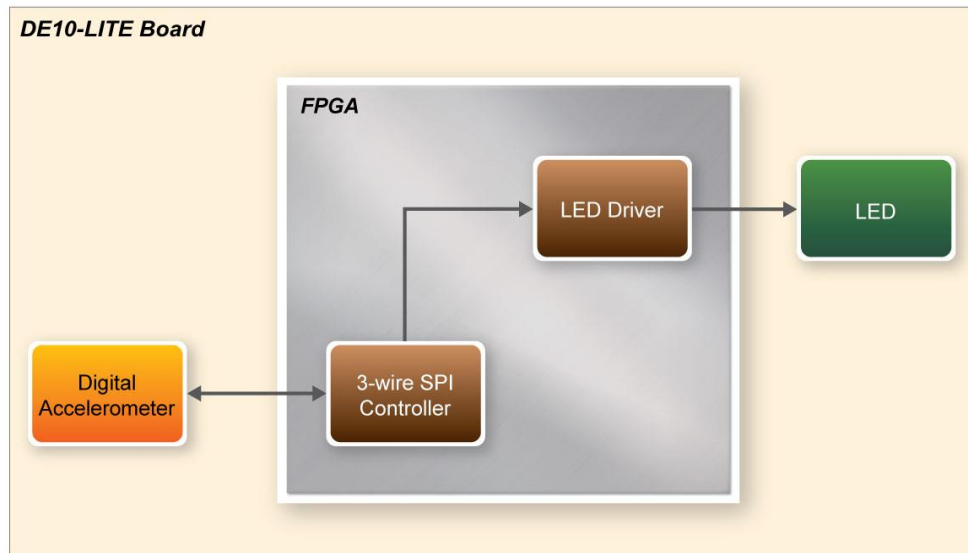 DE10-LITE Board
FPGA
LED Driver
LED
Digital
Accelerometer
3-wire SPI
Controller